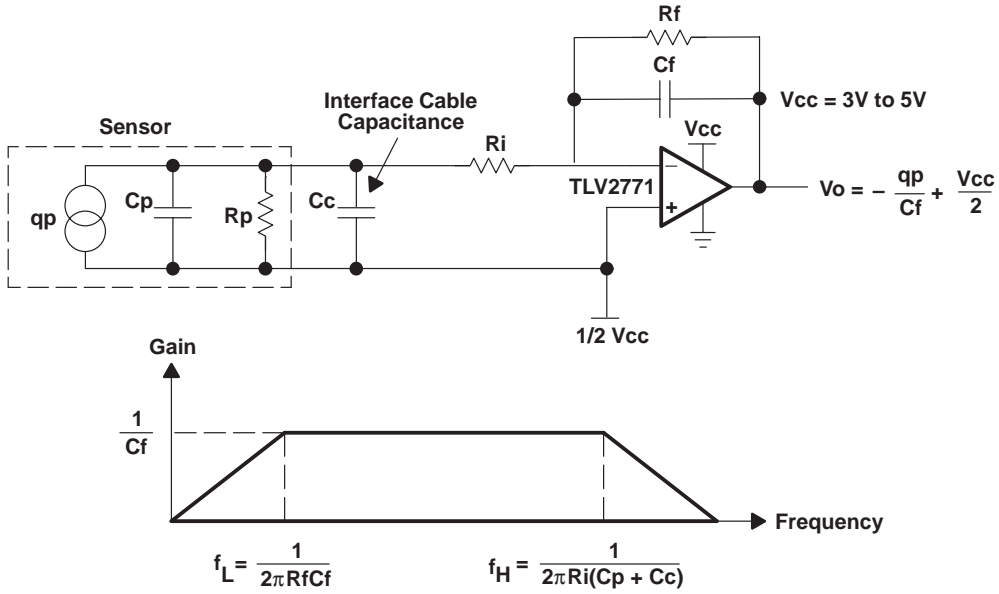 Rf
Cf
Vcc = 3V to 5V
Interface Cable
Capacitance
Sensor
Ri
Vcc
−
TLV2771
+
qp
Cp
Rp
Cc
Vo = − qp/Cf + Vcc/2
1/2 Vcc
Gain
1/Cf
Frequency
fL = 1/2πRfCf
fH = 1/2πRi(Cp + Cc)